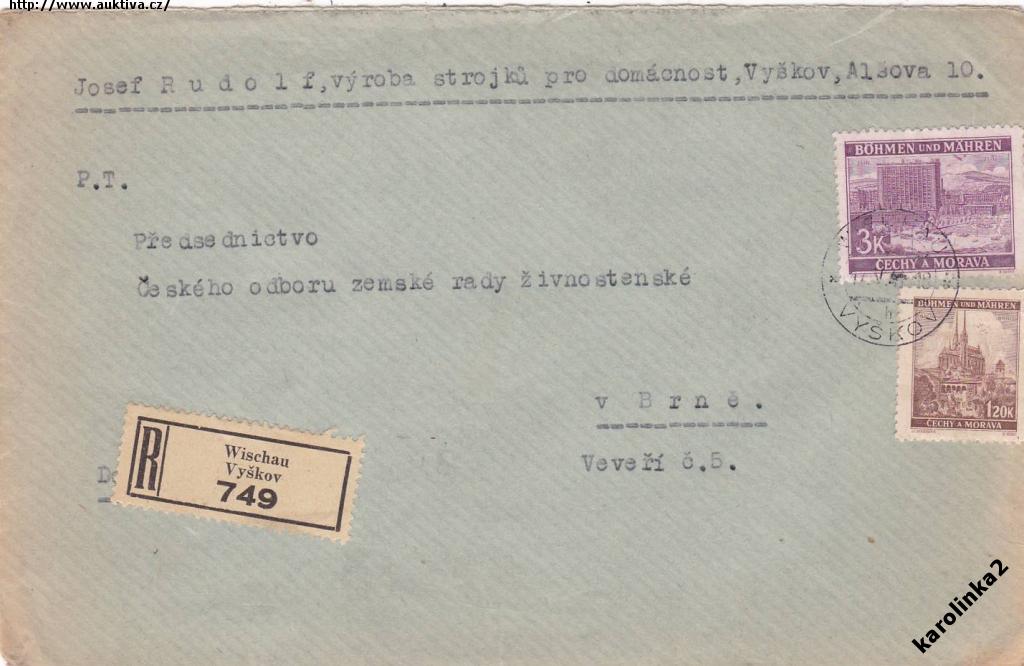 http://www.auktiva.cz/
Josef R u d o l f,výroba strojků pro domácnost,Vyškov,Alšova 10.
P.T.
Předsednictvo
Českého odboru zemské rady živnostenské
v B r n ě .
Veveří č.5.
BÖHMEN UND MÄHREN
3K
ČECHY A MORAVA
VYŠKOV
BÖHMEN UND MÄHREN
1.20K
ČECHY A MORAVA
R
Wischau
Vyškov
749
karolinka2